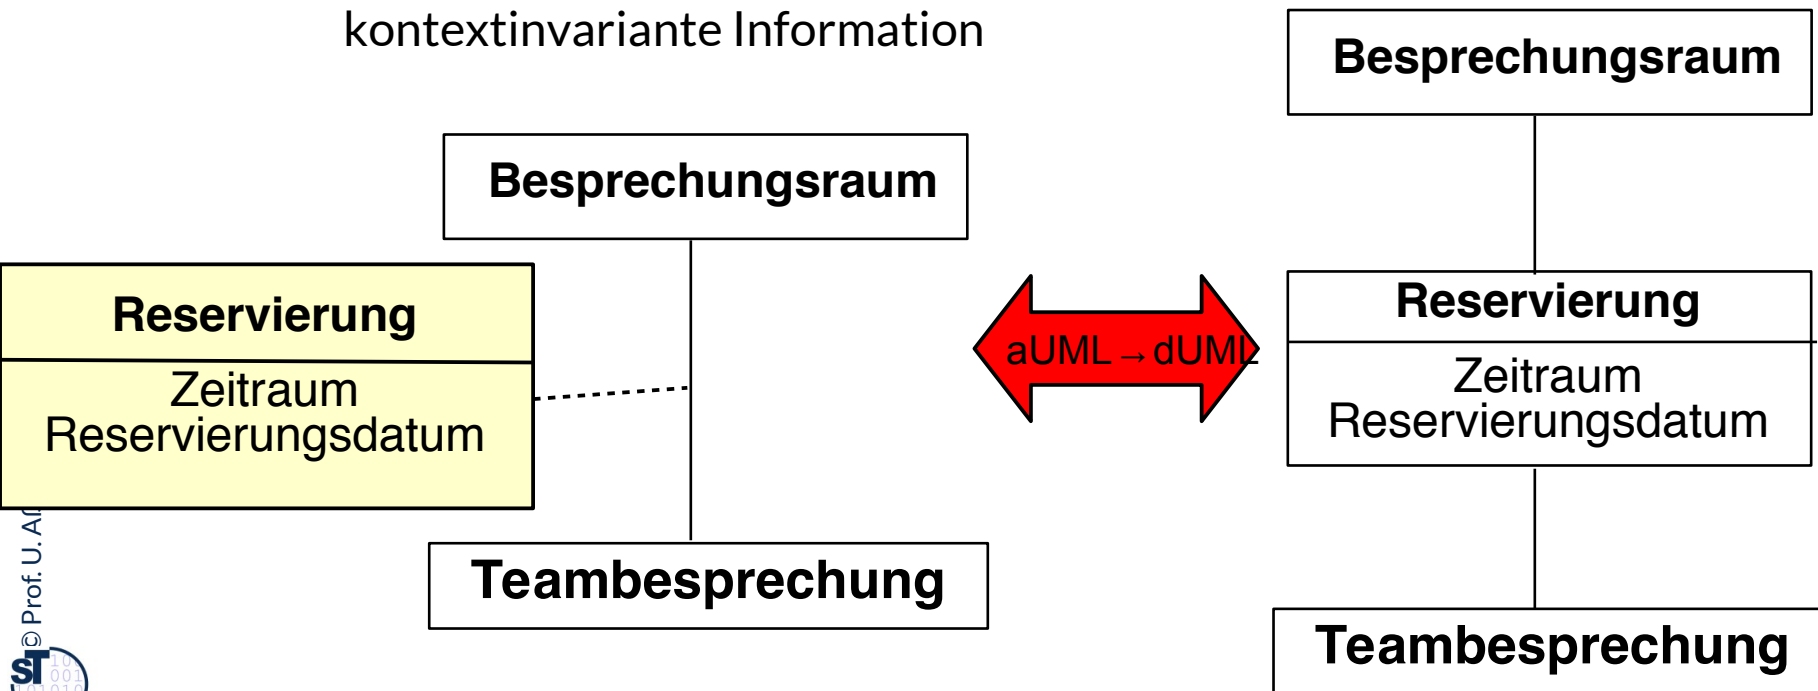 kontextinvariante Information
Besprechungsraum
Reservierung
Zeitraum
Reservierungsdatum
Teambesprechung
aUML→dUML
Besprechungsraum
Reservierung
Zeitraum
Reservierungsdatum
Teambesprechung
© Prof. U.
ST